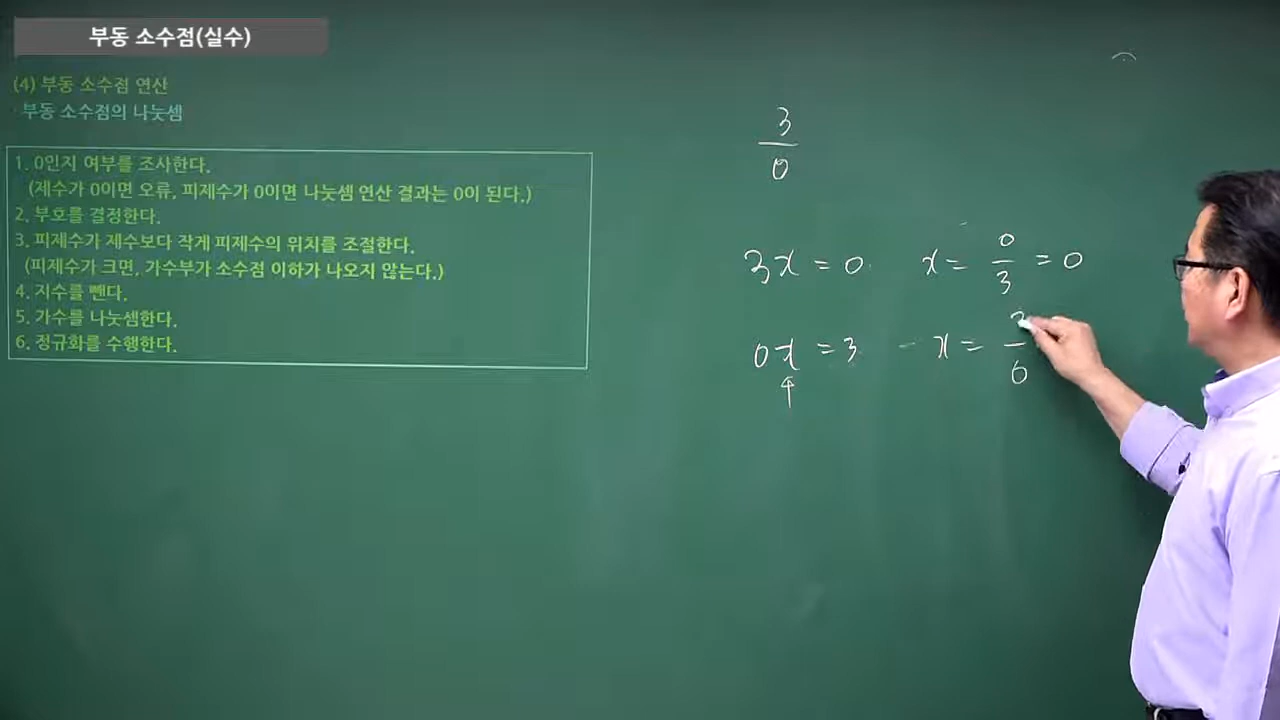 부동 소수점(실수)
(4) 부동 소수점 연산
부동 소수점의 나눗셈
1. 0인지 여부를 조사한다.
(제수가 0이면 오류, 피제수가 0이면 나눗셈 연산 결과는 0이 된다.)
2. 부호를 결정한다.
3. 피제수가 제수보다 작게 피제수의 위치를 조절한다.
(피제수가 크면, 가수부가 소수점 이하가 나오지 않는다.)
4. 지수를 뺀다.
5. 가수를 나눗셈한다.
6. 정규화를 수행한다.
3
0
3x = 0. x = 0/3 = 0
0x = 3 x = 3/0